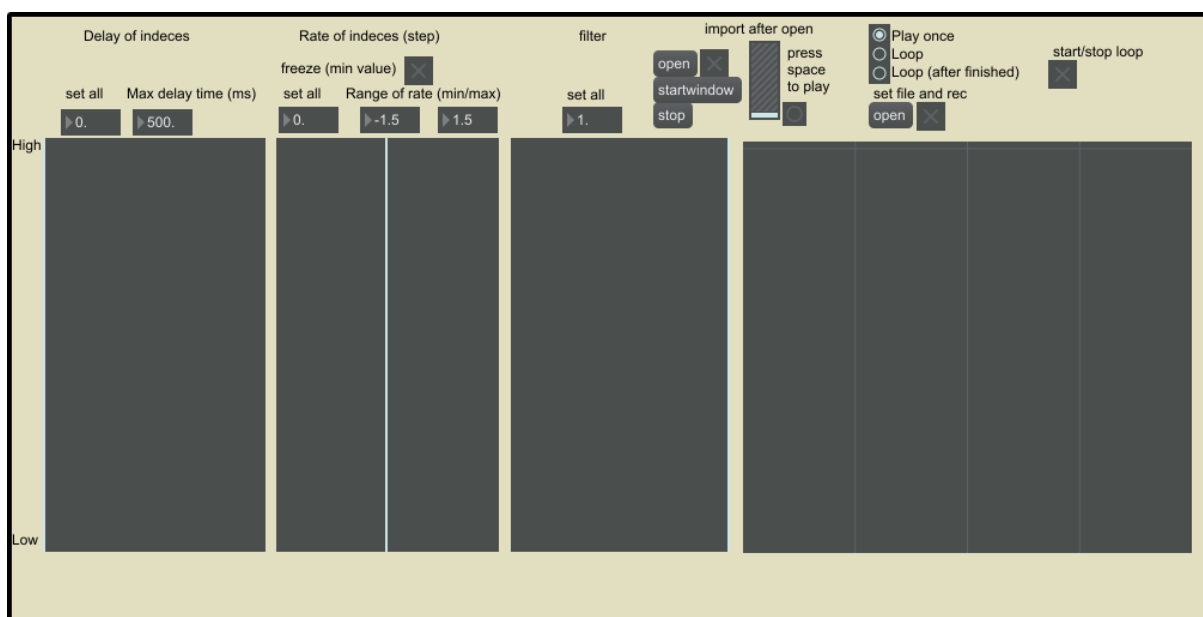 Delay of indeces
Rate of indeces (step)
filter
import after open
Play once
Loop
Loop (after finished)
start/stop loop
freeze (min value)
open
startwindow
stop
press
space
to play
set all
Max delay time (ms)
set all
Range of rate (min/max)
set all
set file and rec
open
0.
500.
0.
-1.5
1.5
1.
High
Low